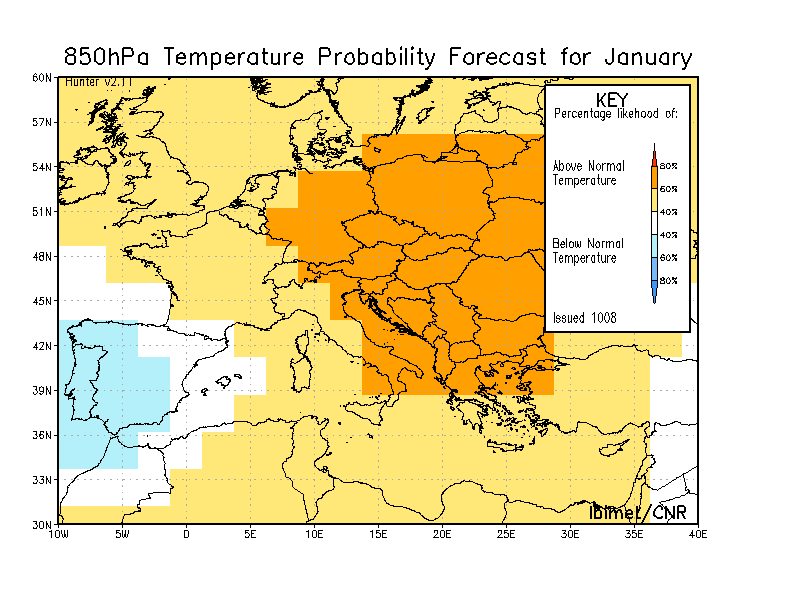 850hPa Temperature Probability Forecast for January
60N
Hunter v2.11
KEY
Percentage likehood of:
57N
Above Normal
Temperature
80%
54N
60%
51N
40%
40%
Below Normal
Temperature
48N
60%
80%
45N
Issued 1008
42N
39N
36N
33N
30N
Ibimet/CNR
10W 5W 0 5E 10E 15E 20E 25E 30E 35E 40E